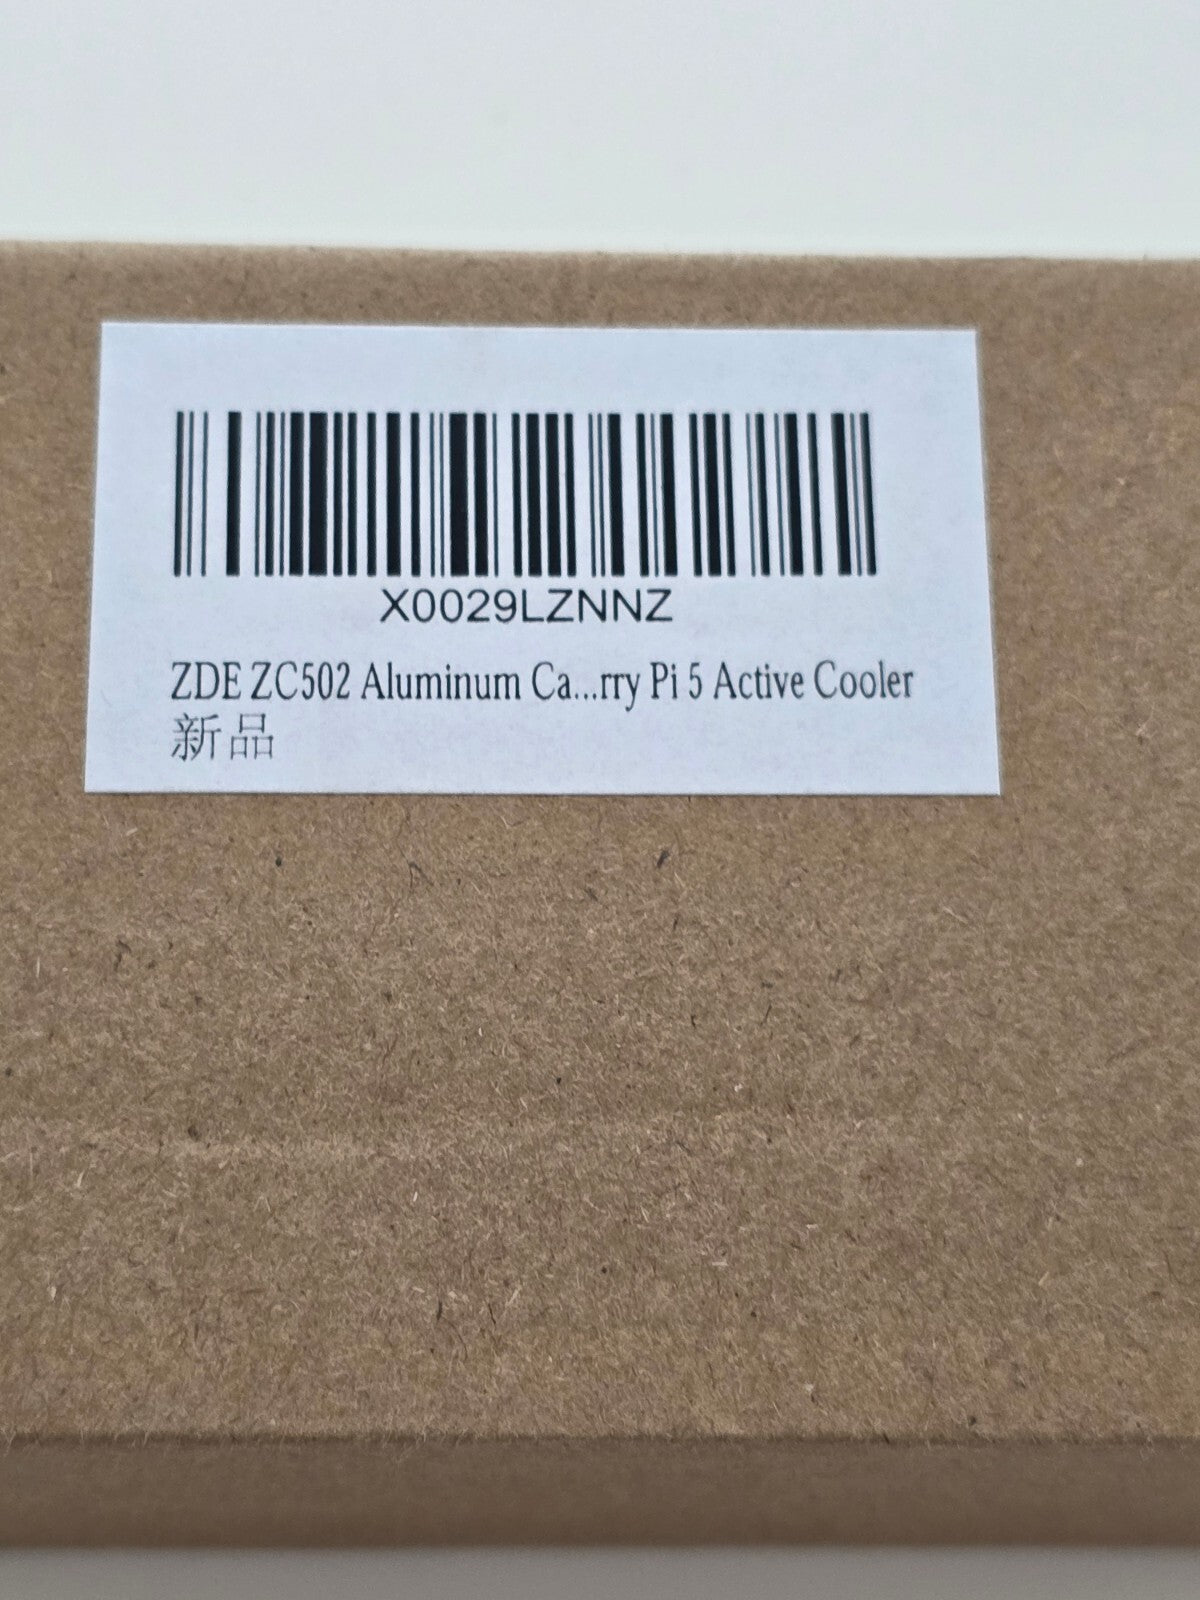 X0029LZNNZ
ZDE ZC502 Aluminum Ca...rry Pi 5 Active Cooler
新品